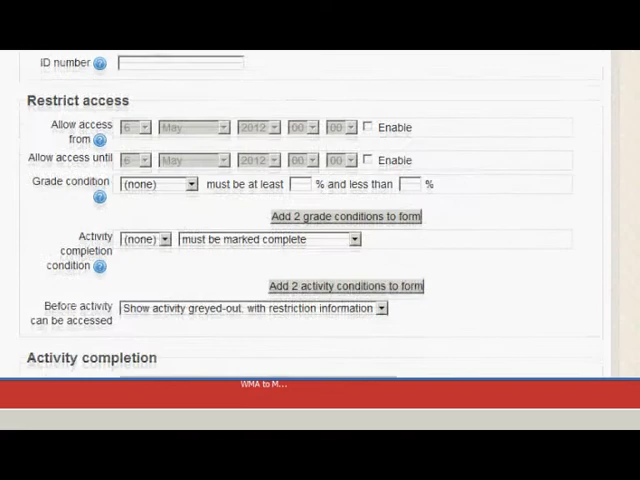 ID number
Restrict access
Allow access from 6 May 2012 00 00 Enable
Allow access until 6 May 2012 00 00 Enable
Grade condition (none) must be at least % and less than %
Add 2 grade conditions to form
Activity completion condition (none) must be marked complete
Add 2 activity conditions to form
Before activity can be accessed Show activity greyed-out, with restriction information
Activity completion
WMA to M...